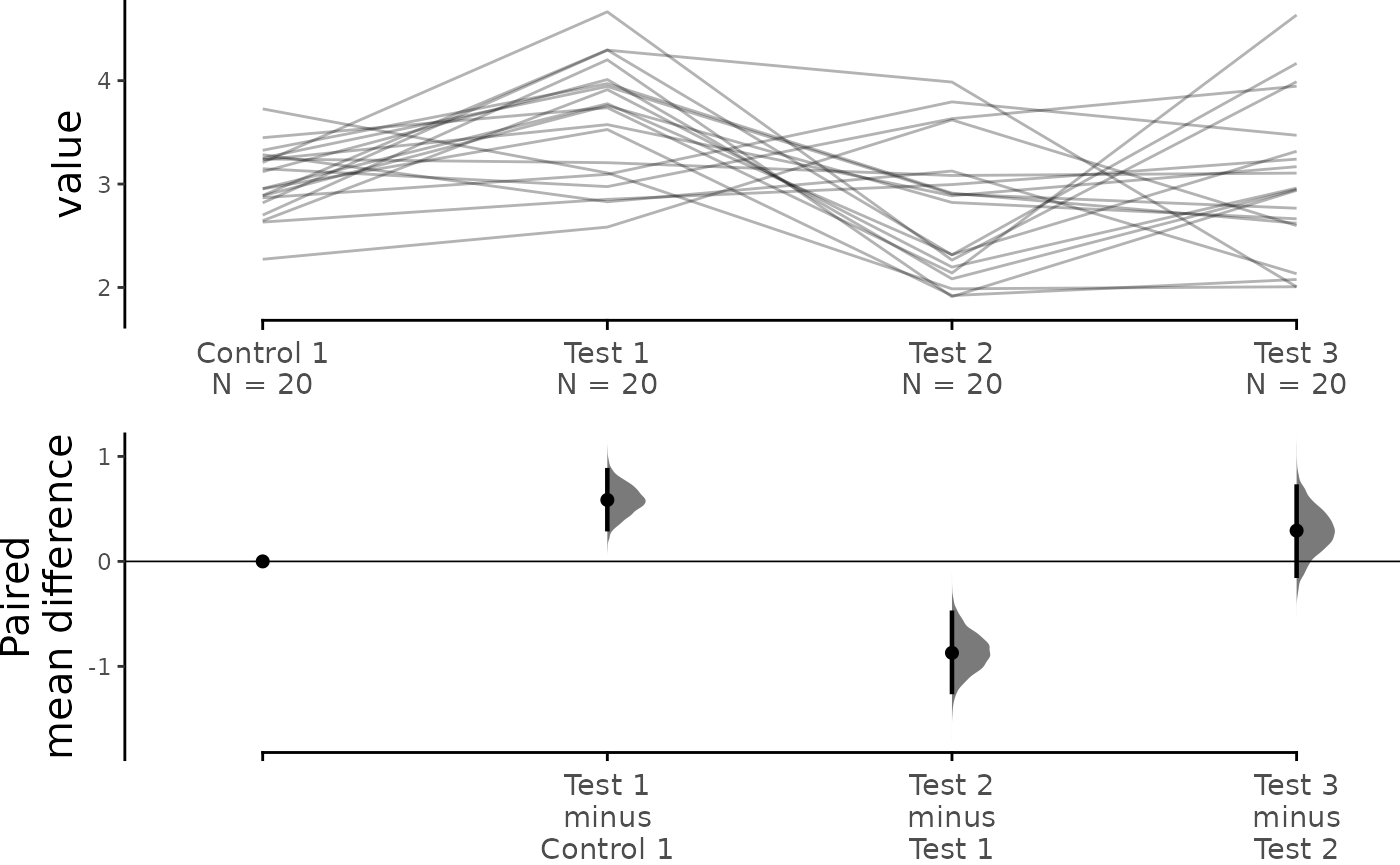 value
4
3
2
Control 1
N = 20
Test 1
N = 20
Test 2
N = 20
Test 3
N = 20
Paired
mean difference
1
0
-1
Test 1
minus
Control 1
Test 2
minus
Test 1
Test 3
minus
Test 2